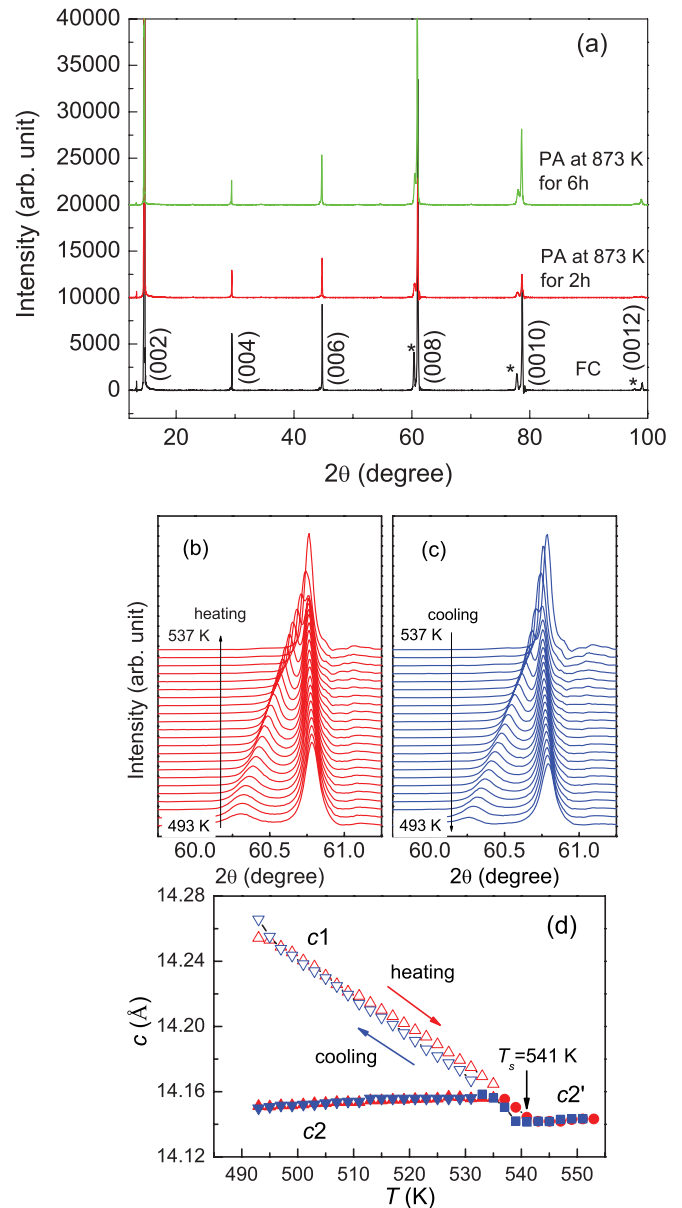 (a)
Intensity (arb. unit)
40000
35000
30000
25000
20000
15000
10000
5000
0
PA at 873 K
for 6h
PA at 873 K
for 2h
(002)
(004)
(006)
*
(008)
*
(0010)
FC
*
(0012)
20 40 60 80 100
2θ (degree)
(b)
heating
537 K
493 K
Intensity (arb. unit)
60.0 60.5 61.0
2θ (degree)
(c)
cooling
537 K
493 K
60.0 60.5 61.0
2θ (degree)
(d)
c (Å)
14.28
14.24
14.20
14.16
14.12
c1
heating
cooling
Ts=541 K
c2
c2'
490 500 510 520 530 540 550
T (K)